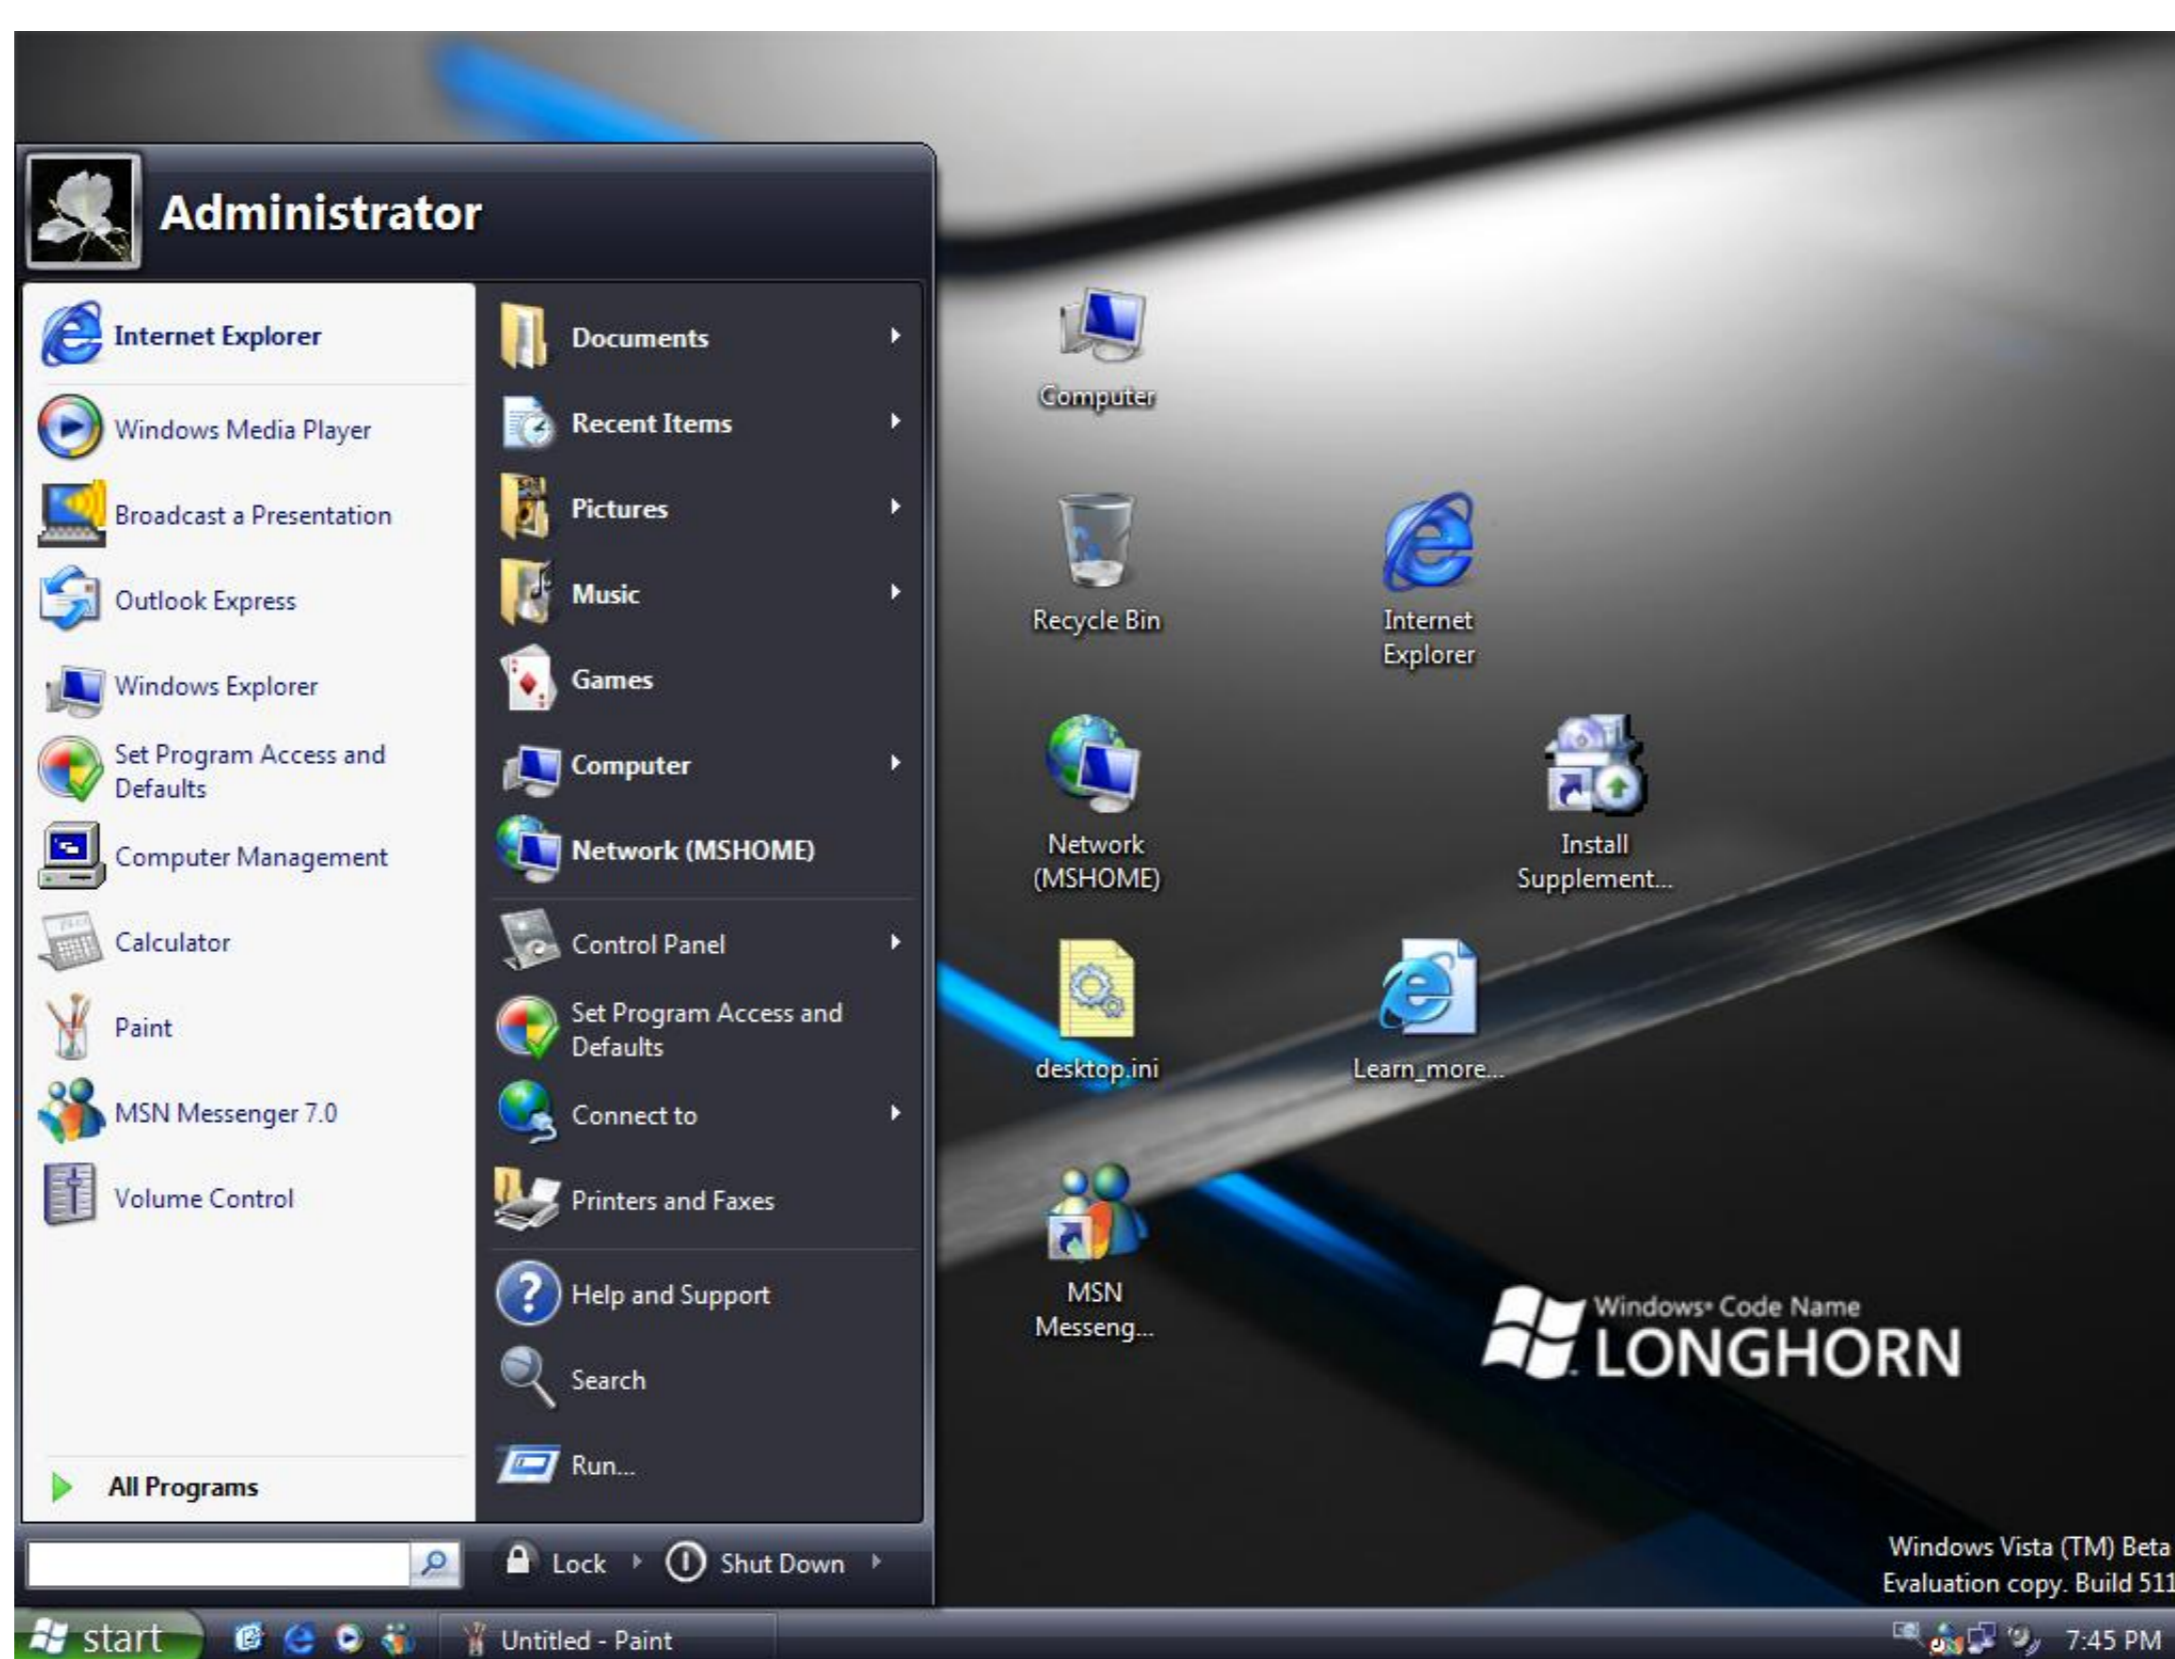 Administrator
Internet Explorer
Windows Media Player
Broadcast a Presentation
Outlook Express
Windows Explorer
Set Program Access and
Defaults
Computer Management
Calculator
Paint
MSN Messenger 7.0
Volume Control
All Programs
Documents
Recent Items
Pictures
Music
Games
Computer
Network (MSHOME)
Control Panel
Set Program Access and
Defaults
Connect to
Printers and Faxes
Help and Support
Search
Run...
Lock
Shut Down
Computer
Recycle Bin
Internet
Explorer
Network
(MSHOME)
Install
Supplement...
desktop.ini
Learn_more...
MSN
Messeng...
Windows® Code Name
LONGHORN
Windows Vista (TM) Beta
Evaluation copy. Build 511
start
Untitled - Paint
7:45 PM